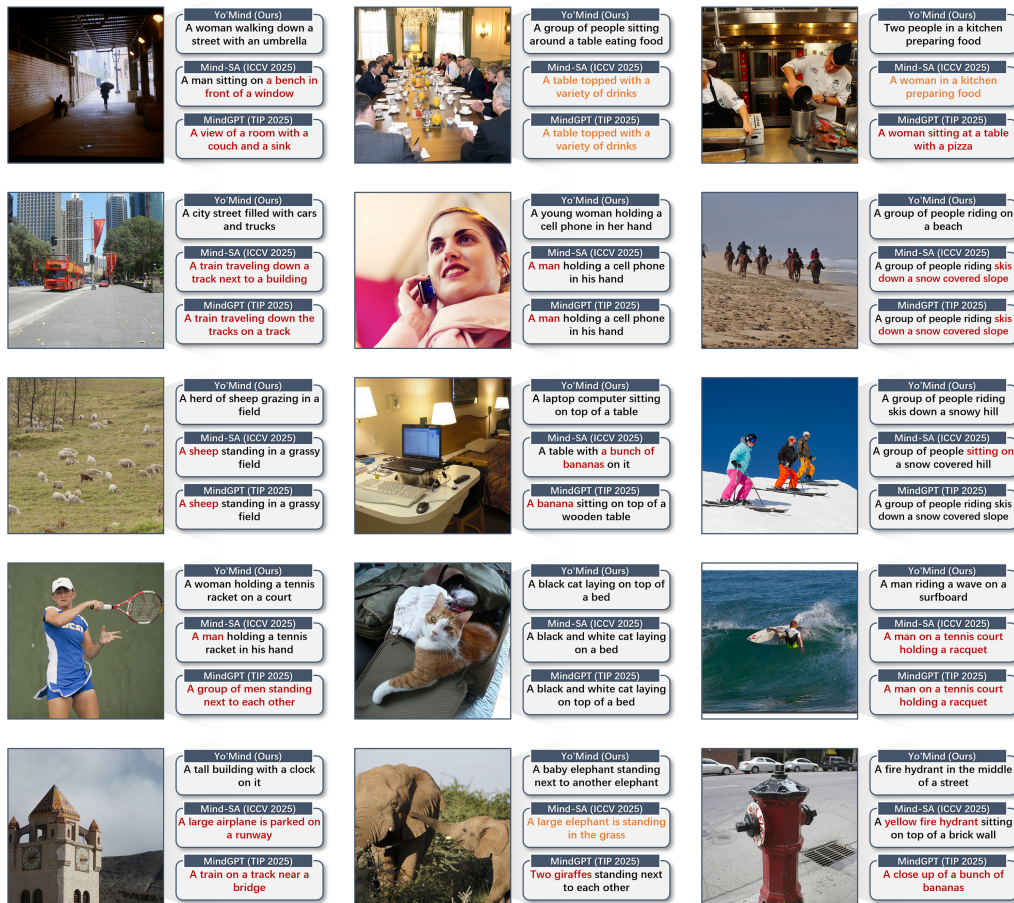 Yo'Mind (Ours)
A woman walking down a
street with an umbrella
Mind-SA (ICCV 2025)
A man sitting on a bench in
front of a window
MindGPT (TIP 2025)
A view of a room with a
couch and a sink
Yo'Mind (Ours)
A group of people sitting
around a table eating food
Mind-SA (ICCV 2025)
A table topped with a
variety of drinks
MindGPT (TIP 2025)
A table topped with a
variety of drinks
Yo'Mind (Ours)
Two people in a kitchen
preparing food
Mind-SA (ICCV 2025)
A woman in a kitchen
preparing food
MindGPT (TIP 2025)
A woman sitting at a table
with a pizza
Yo'Mind (Ours)
A city street filled with cars
and trucks
Mind-SA (ICCV 2025)
A train traveling down a
track next to a building
MindGPT (TIP 2025)
A train traveling down the
tracks on a track
Yo'Mind (Ours)
A young woman holding a
cell phone in her hand
Mind-SA (ICCV 2025)
A man holding a cell phone
in his hand
MindGPT (TIP 2025)
A man holding a cell phone
in his hand
Yo'Mind (Ours)
A group of people riding on
a beach
Mind-SA (ICCV 2025)
A group of people riding skis
down a snow covered slope
MindGPT (TIP 2025)
A group of people riding skis
down a snow covered slope
Yo'Mind (Ours)
A herd of sheep grazing in a
field
Mind-SA (ICCV 2025)
A sheep standing in a grassy
field
MindGPT (TIP 2025)
A sheep standing in a grassy
field
Yo'Mind (Ours)
A laptop computer sitting
on top of a table
Mind-SA (ICCV 2025)
A table with a bunch of
bananas on it
MindGPT (TIP 2025)
A banana sitting on top of a
wooden table
Yo'Mind (Ours)
A group of people riding
skis down a snowy hill
Mind-SA (ICCV 2025)
A group of people sitting on
a snow covered hill
MindGPT (TIP 2025)
A group of people riding skis
down a snow covered slope
Yo'Mind (Ours)
A woman holding a tennis
racket on a court
Mind-SA (ICCV 2025)
A man holding a tennis
racket in his hand
MindGPT (TIP 2025)
A group of men standing
next to each other
Yo'Mind (Ours)
A black cat laying on top of
a bed
Mind-SA (ICCV 2025)
A black and white cat laying
on a bed
MindGPT (TIP 2025)
A black and white cat laying
on top of a bed
Yo'Mind (Ours)
A man riding a wave on a
surfboard
Mind-SA (ICCV 2025)
A man on a tennis court
holding a racquet
MindGPT (TIP 2025)
A man on a tennis court
holding a racquet
Yo'Mind (Ours)
A tall building with a clock
on it
Mind-SA (ICCV 2025)
A large airplane is parked on
a runway
MindGPT (TIP 2025)
A train on a track near a
bridge
Yo'Mind (Ours)
A baby elephant standing
next to another elephant
Mind-SA (ICCV 2025)
A large elephant is standing
in the grass
MindGPT (TIP 2025)
Two giraffes standing next
to each other
Yo'Mind (Ours)
A fire hydrant in the middle
of a street
Mind-SA (ICCV 2025)
A yellow fire hydrant sitting
on top of a brick wall
MindGPT (TIP 2025)
A close up of a bunch of
bananas